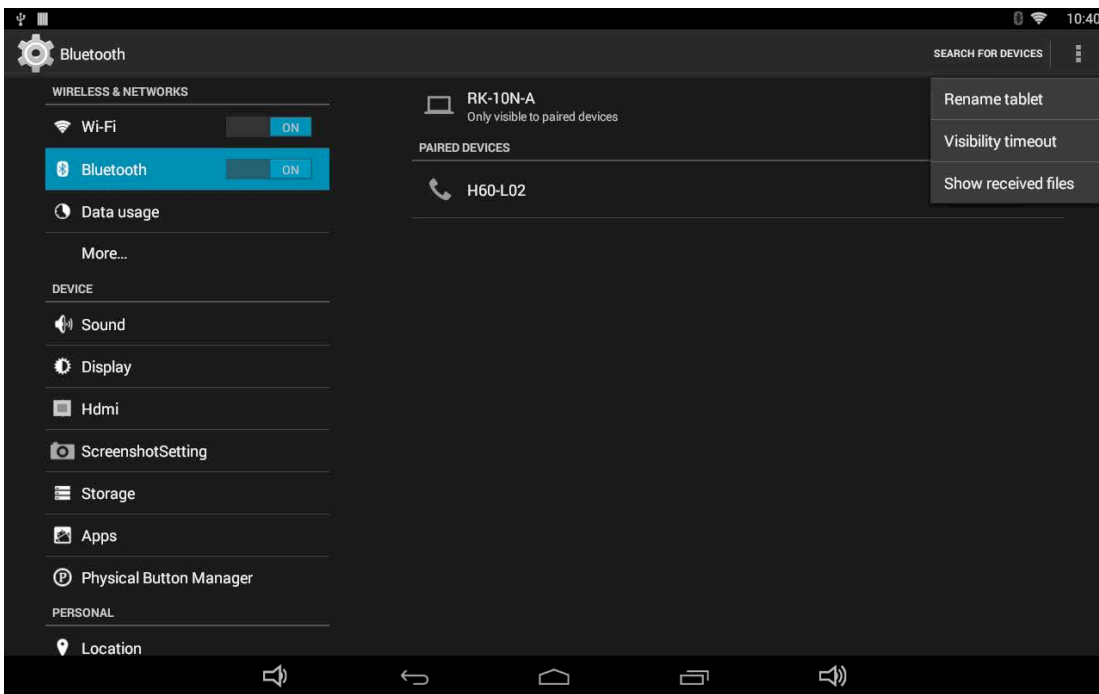 10:40
Bluetooth
SEARCH FOR DEVICES
WIRELESS & NETWORKS
Wi-Fi
ON
Bluetooth
ON
Data usage
More...
DEVICE
Sound
Display
Hdmi
ScreenshotSetting
Storage
Apps
Physical Button Manager
PERSONAL
Location
RK-10N-A
Only visible to paired devices
PAIRED DEVICES
H60-L02
Rename tablet
Visibility timeout
Show received files